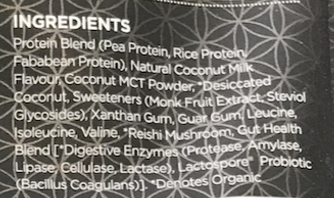 INGREDIENTS
Protein Blend (Pea Protein, Rice Protein,
Fababean Protein), Natural Coconut Milk
Flavour, Coconut MCT Powder, *Desiccated
Coconut, Sweeteners (Monk Fruit Extract, Steviol
Glycosides), Xanthan Gum, Guar Gum, Leucine,
Isoleucine, Valine, *Reishi Mushroom, Gut Health
Blend [*Digestive Enzymes (Protease, Amylase,
Lipase, Cellulase, Lactase), Lactospore® Probiotic
(Bacillus Coagulans)]. *Denotes Organic